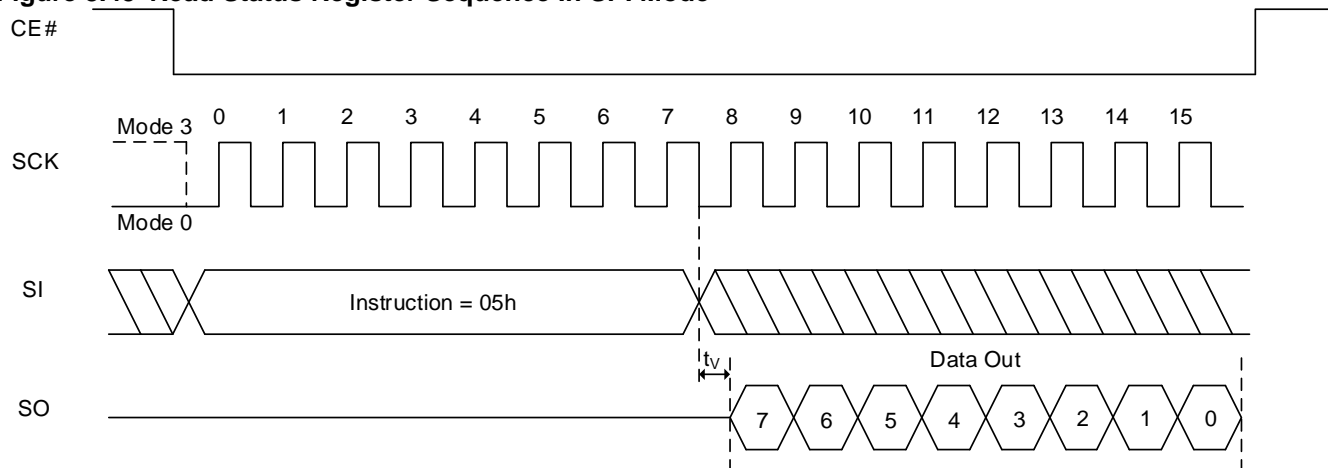 CE#
Mode 3 0 1 2 3 4 5 6 7 8 9 10 11 12 13 14 15
SCK
Mode 0
SI
Instruction = 05h
tV
Data Out
SO
7 6 5 4 3 2 1 0